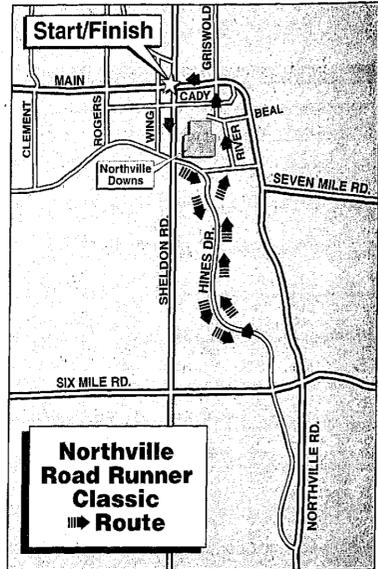 Start/Finish
GRISWOLD
MAIN
CADY
CLEMENT
ROGERS
WING
BEAL
RIVER
Northville
Downs
SEVEN MILE RD.
SHELDON RD.
HINES DR.
SIX MILE RD.
NORTHVILLE RD.
Northville
Road Runner
Classic
Route